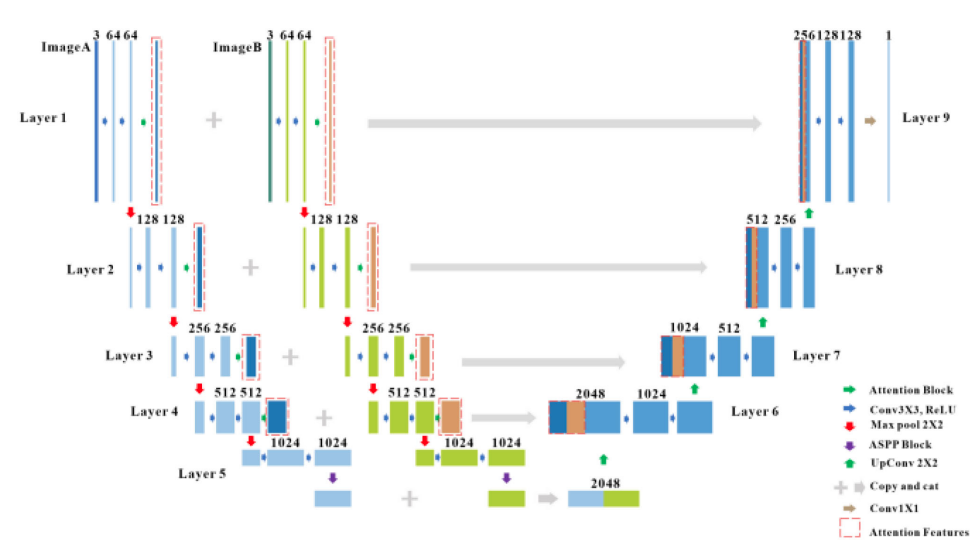 ImageA 3 64 64
ImageB 3 64 64
256 128 128 1
Layer 1
Layer 9
128 128
128 128
512 256
Layer 2
Layer 8
256 256
256 256
1024 512
Layer 3
Layer 7
512 512
512 512
2048 1024
Layer 4
Layer 6
1024 1024
1024 1024
Layer 5
2048
Attention Block
Conv3X3, ReLU
Max pool 2X2
ASPP Block
UpConv 2X2
Copy and cat
Conv1X1
Attention Features